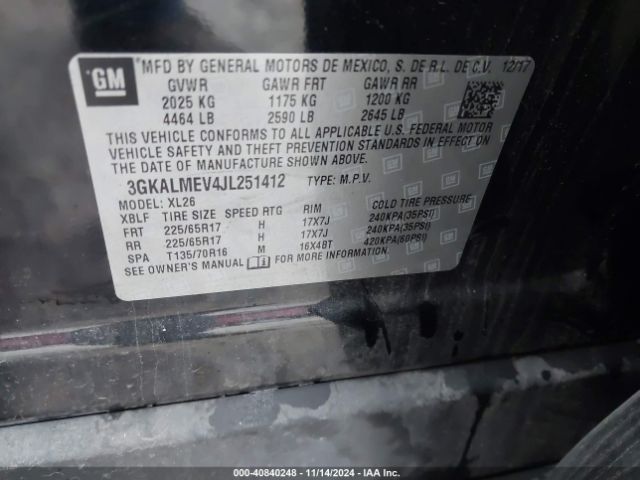 GM
*MFD BY GENERAL MOTORS DE MEXICO, S. DE R.L. DE C.V. 12/17
GVWR GAWR FRT GAWR RR
2025 KG 1175 KG 1200 KG
4464 LB 2590 LB 2645 LB
THIS VEHICLE CONFORMS TO ALL APPLICABLE U.S. FEDERAL MOTOR
VEHICLE SAFETY AND THEFT PREVENTION STANDARDS IN EFFECT ON
THE DATE OF MANUFACTURE SHOWN ABOVE.
3GKALMEV4JL251412 TYPE: M.P.V.
MODEL: XL26
XBLF TIRE SIZE SPEED RTG RIM COLD TIRE PRESSURE
FRT 225/65R17 H 17X7J 240KPA(35PSI)
RR 225/65R17 H 17X7J 240KPA(35PSI)
SPA T135/70R16 M 16X4BT 420KPA(60PSI)
SEE OWNER'S MANUAL FOR MORE INFORMATION.
000-40840248 - 11/14/2024 - IAA Inc.